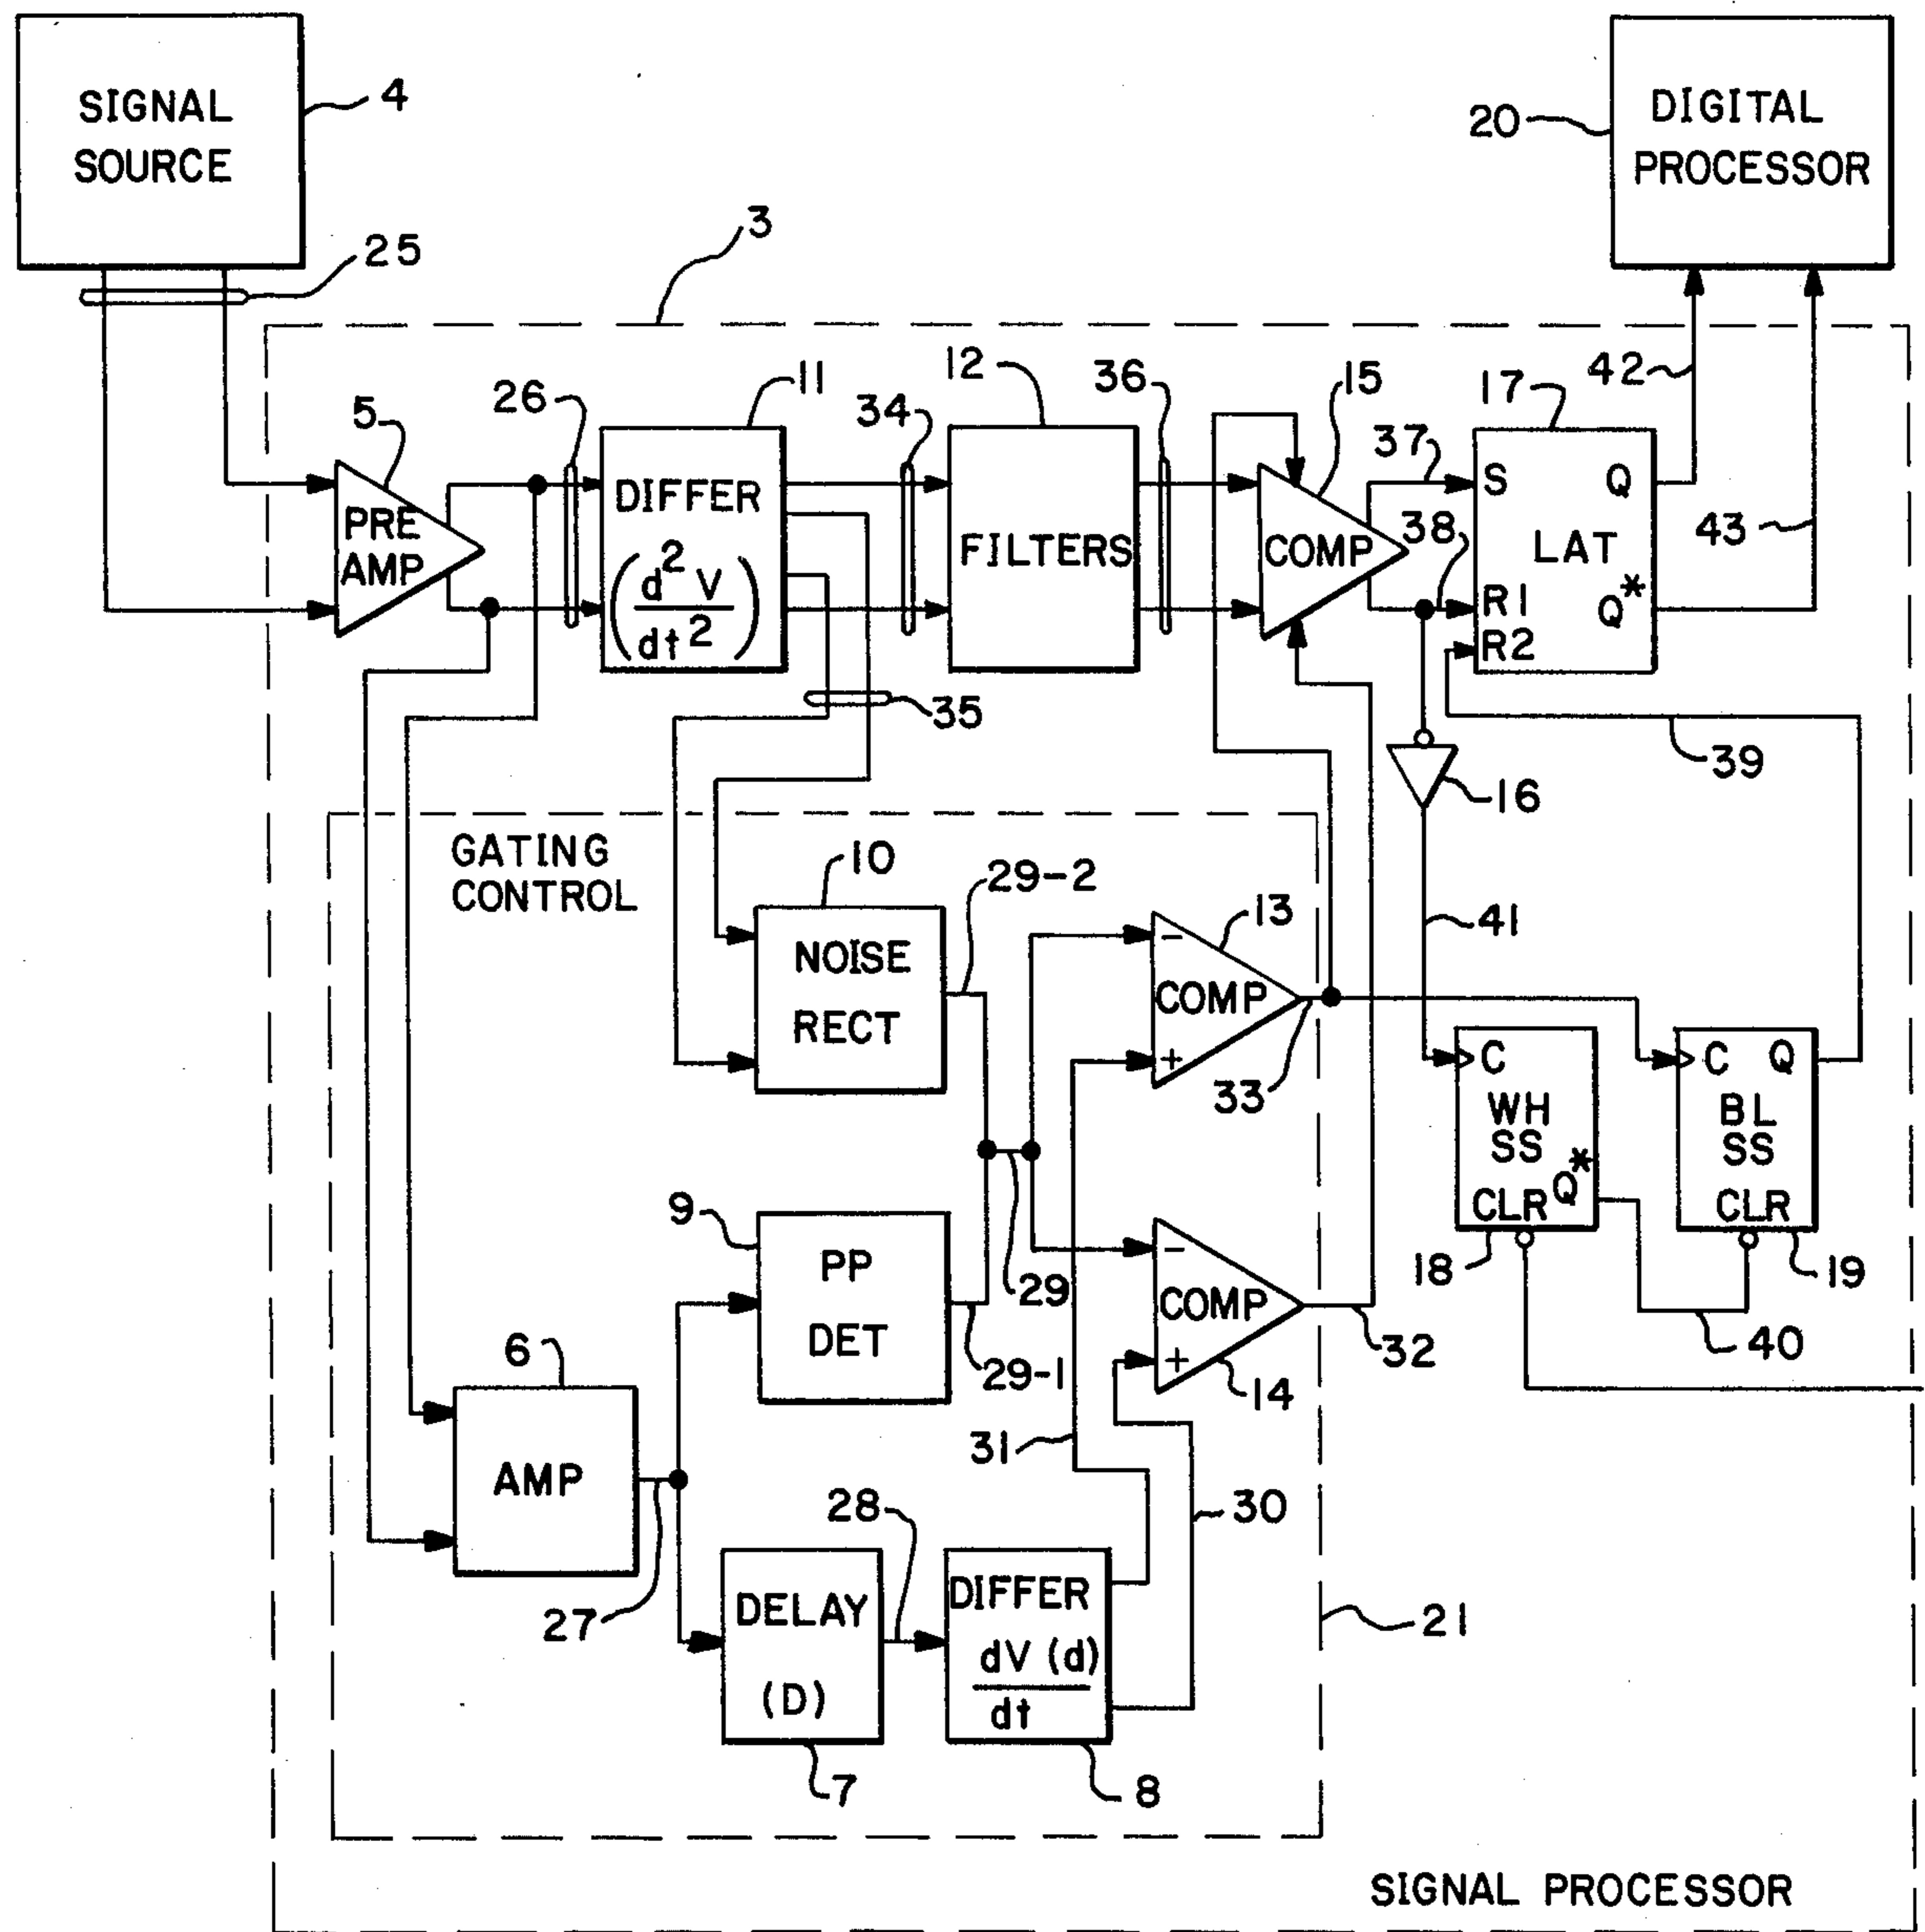 SIGNAL
SOURCE
4
25
3
20
DIGITAL
PROCESSOR
5
PRE
AMP
26
11
DIFFER
(d² V / dt²)
34
35
12
FILTERS
36
15
COMP
37
38
17
S
Q
LAT
R1
Q*
R2
42
43
39
16
41
GATING
CONTROL
10
NOISE
RECT
29-2
13
-
COMP
+
33
C
WH
SS
Q*
CLR
18
C
Q
BL
SS
CLR
19
40
9
PP
DET
29
29-1
-
COMP
+
14
32
6
AMP
27
31
30
28
DELAY
(D)
7
DIFFER
dV (d)
dt
8
21
SIGNAL PROCESSOR